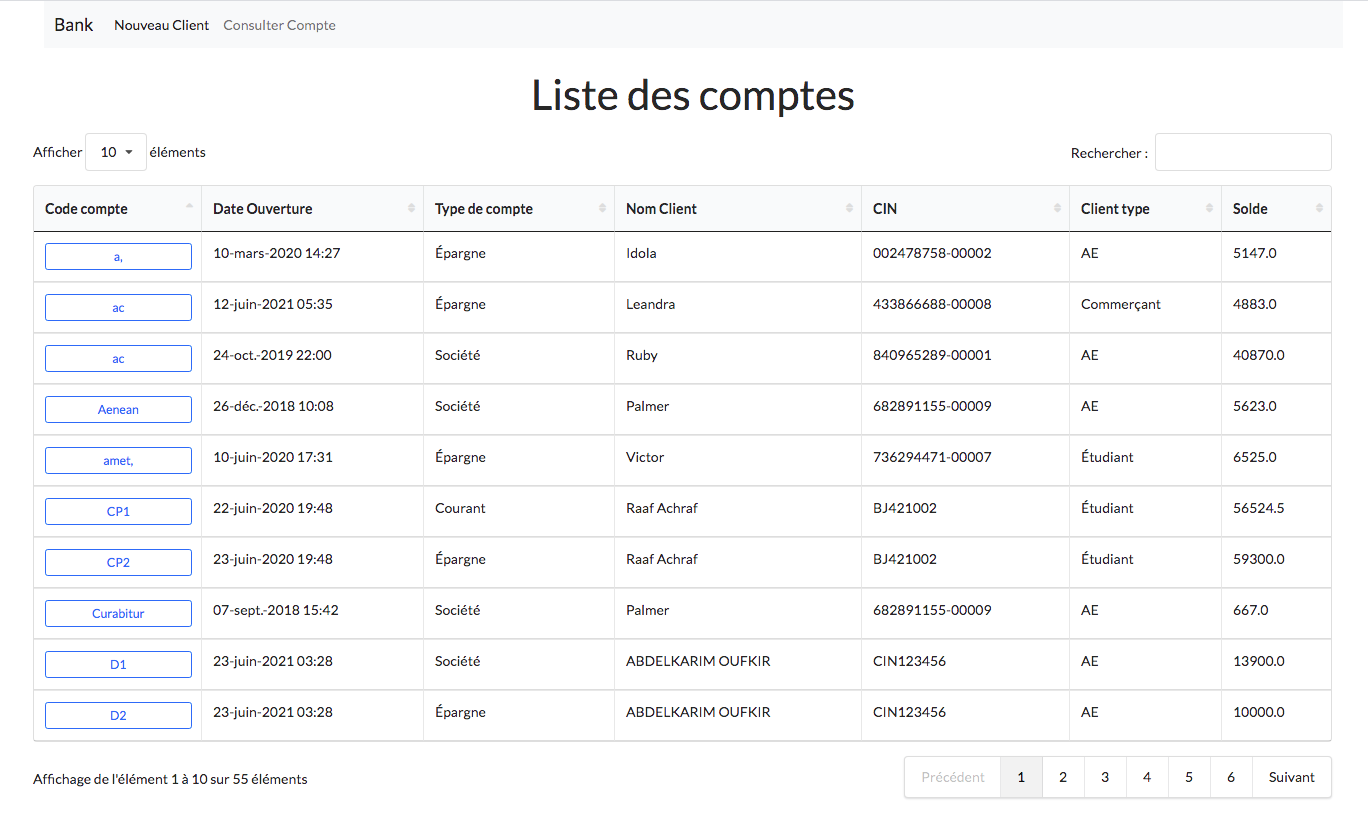 Bank Nouveau Client Consulter Compte
Liste des comptes
Afficher 10 éléments Rechercher :
Code compte Date Ouverture Type de compte Nom Client CIN Client type Solde
a, 10-mars-2020 14:27 Épargne Idola 002478758-00002 AE 5147.0
ac 12-juin-2021 05:35 Épargne Leandra 433866688-00008 Commerçant 4883.0
ac 24-oct.-2019 22:00 Société Ruby 840965289-00001 AE 40870.0
Aenean 26-déc.-2018 10:08 Société Palmer 682891155-00009 AE 5623.0
amet, 10-juin-2020 17:31 Épargne Victor 736294471-00007 Étudiant 6525.0
CP1 22-juin-2020 19:48 Courant Raaf Achraf BJ421002 Étudiant 56524.5
CP2 23-juin-2020 19:48 Épargne Raaf Achraf BJ421002 Étudiant 59300.0
Curabitur 07-sept.-2018 15:42 Société Palmer 682891155-00009 AE 667.0
D1 23-juin-2021 03:28 Société ABDELKARIM OUFKIR CIN123456 AE 13900.0
D2 23-juin-2021 03:28 Épargne ABDELKARIM OUFKIR CIN123456 AE 10000.0
Affichage de l'élément 1 à 10 sur 55 éléments Précédent 1 2 3 4 5 6 Suivant